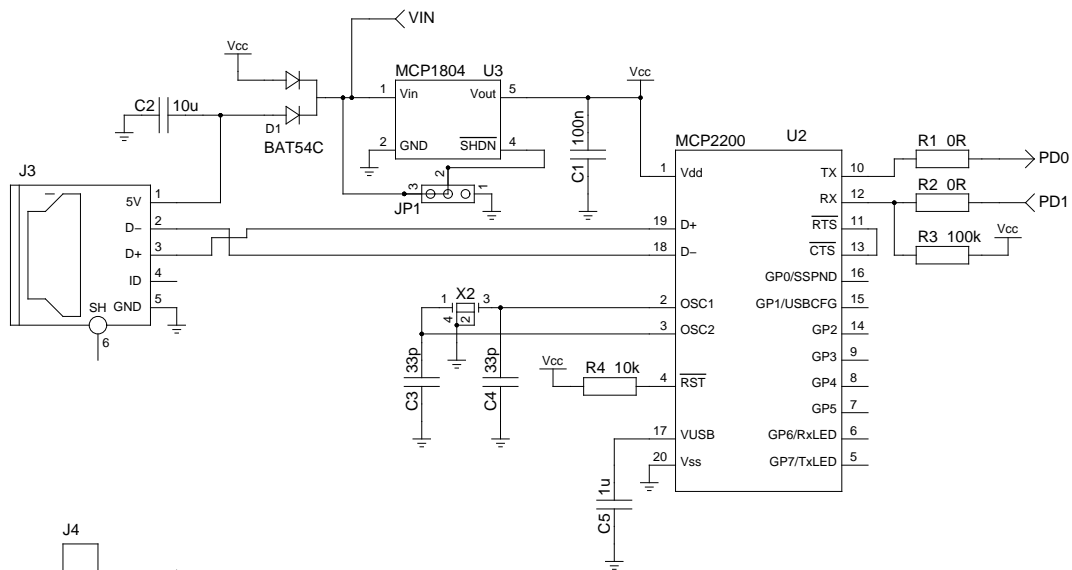 VIN
Vcc
MCP1804 U3
Vcc
1 Vin Vout 5
C2 10u
D1
BAT54C
2 GND SHDN 4
C1 100n
3 2 1
JP1
MCP2200 U2
J3
5V 1
D− 2
D+ 3
ID 4
GND 5
SH
6
1 Vdd
19 D+
18 D−
2 OSC1
3 OSC2
4 RST
17 VUSB
20 Vss
TX 10
RX 12
RTS 11
CTS 13
GP0/SSPND 16
GP1/USBCFG 15
GP2 14
GP3 9
GP4 8
GP5 7
GP6/RxLED 6
GP7/TxLED 5
R1 0R
PD0
R2 0R
PD1
R3 100k
Vcc
X2
1 3
4 2
C3 33p
C4 33p
Vcc
R4 10k
C5 1u
J4